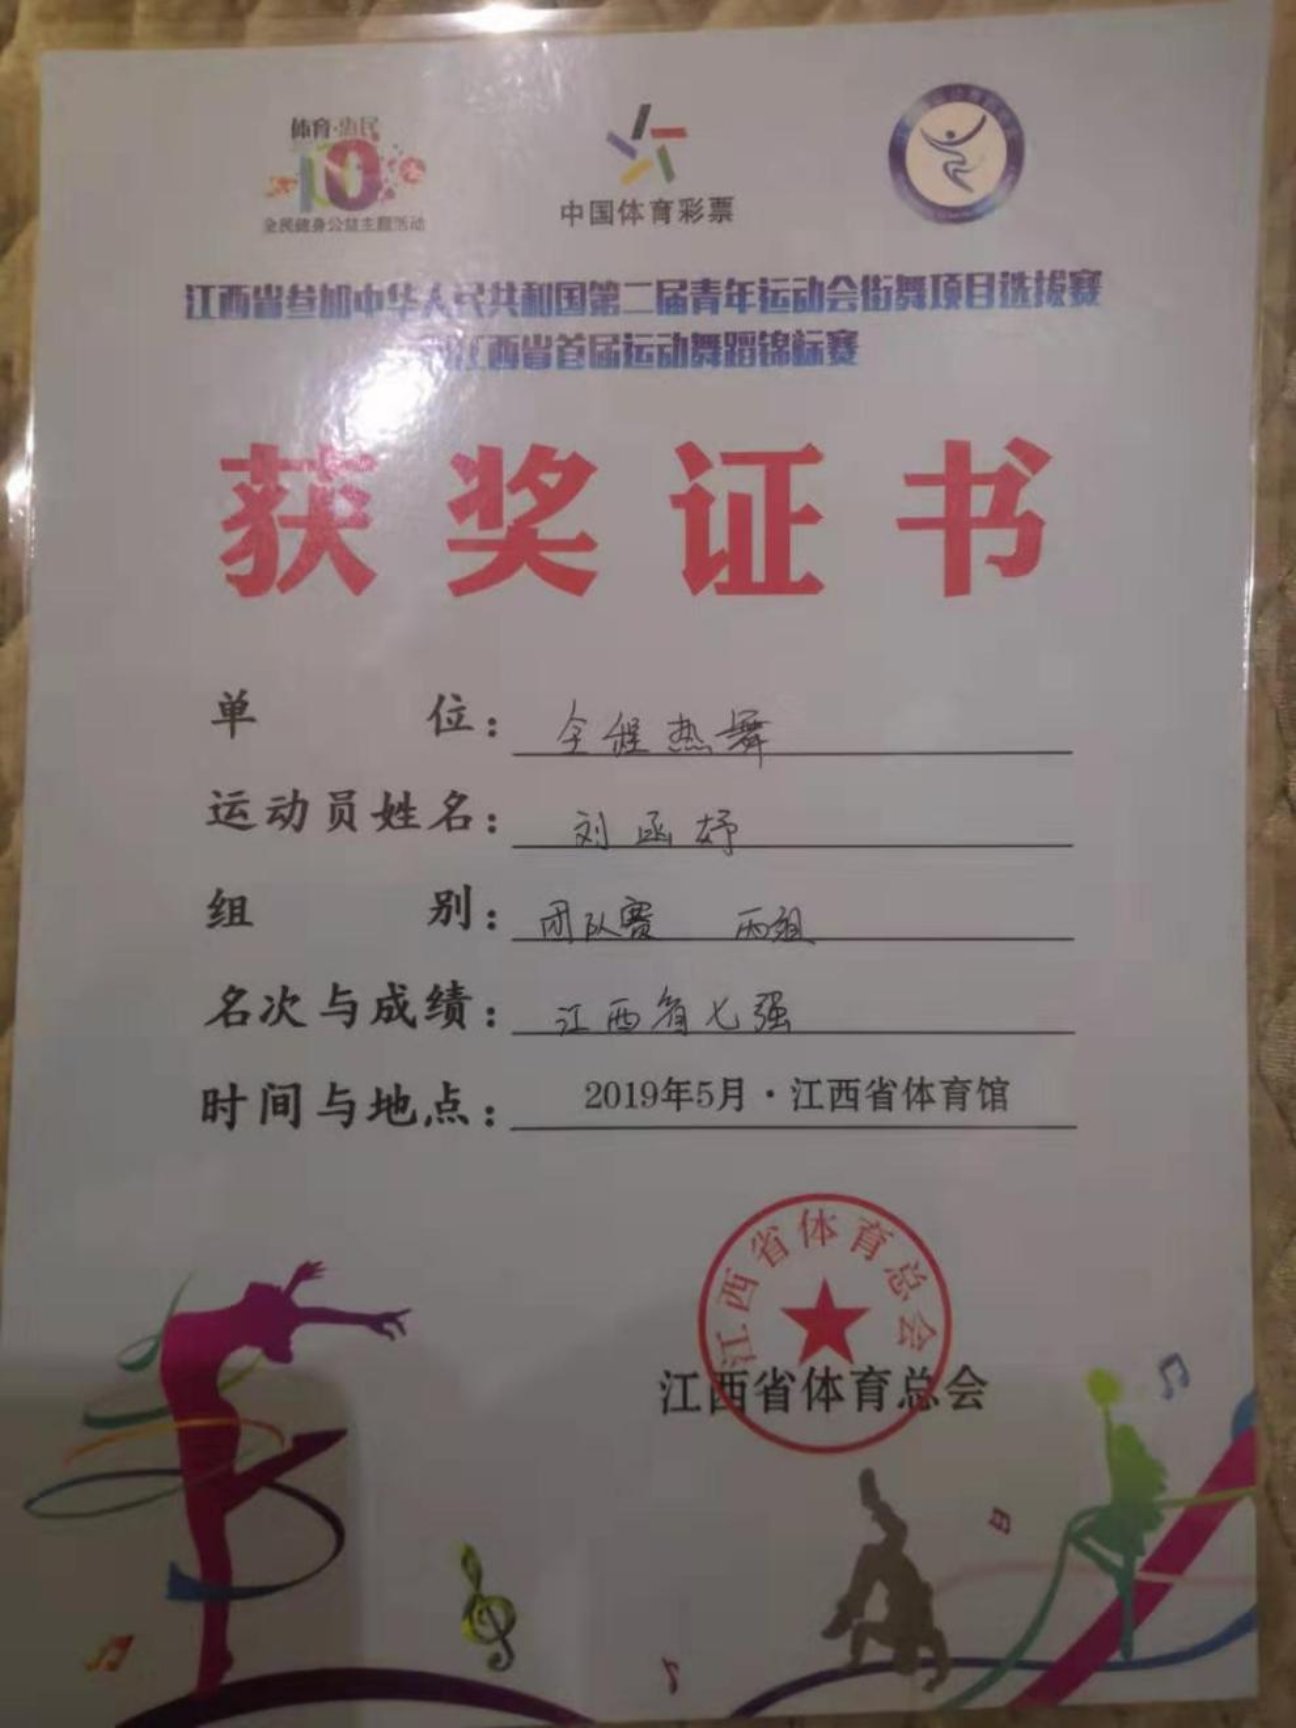 体育·惠民
10
全民健身公益主题活动
中国体育彩票
江西省参加中华人民共和国第二届青年运动会街舞项目选拔赛
江西省首届运动舞蹈锦标赛
获奖证书
单位：全程热舞
运动员姓名：刘函妤
组别：团队赛 丙组
名次与成绩：江西省七强
时间与地点：2019年5月·江西省体育馆
江西省体育总会
江西省体育总会